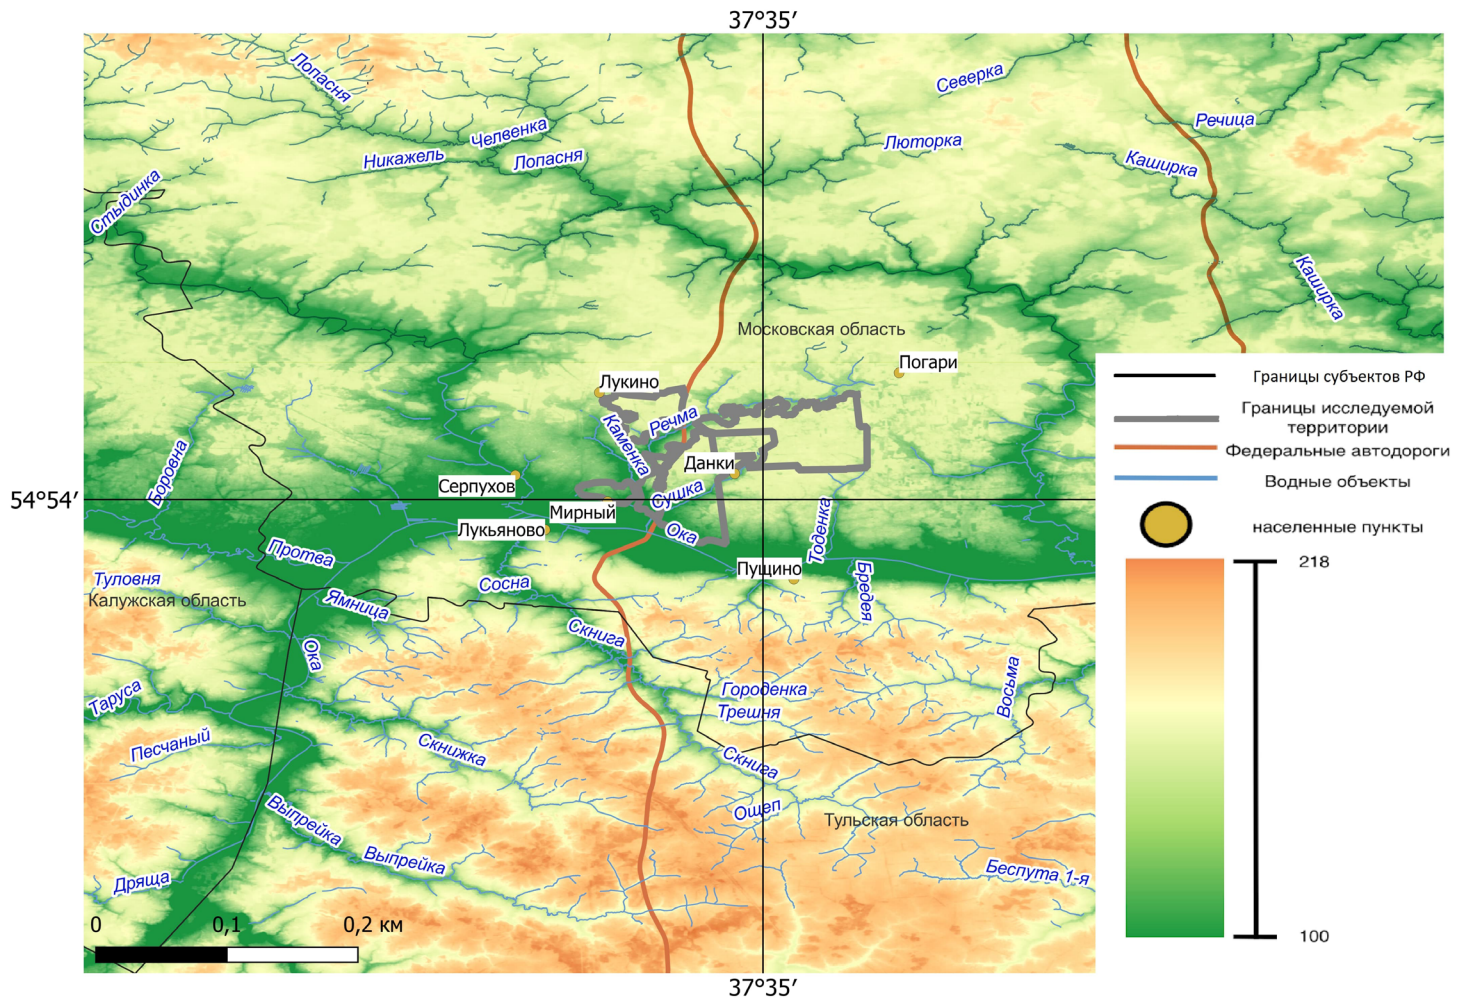 37°35′
Лопасня
Северка
Челвенка
Речица
Никажель
Лопасня
Люторка
Каширка
Стыдинка
Каширка
Московская область
Погари
Лукино
Речма
Каменка
Боровна
Данки
Серпухов
Сушка
54°54′
Мирный
Лукьяново
Ока
Тоденка
Протва
Пущино
Бредея
Туловня
Сосна
Калужская область
Ямница
Скнига
Ока
Таруса
Городенка
Восьма
Трешня
Песчаный
Скнижка
Скнига
Ощеп
Выпрейка
Тульская область
Выпрейка
Беспута 1-я
Дряща
0 0,1 0,2 км
37°35′
Границы субъектов РФ
Границы исследуемой
территории
Федеральные автодороги
Водные объекты
населенные пункты
218
100